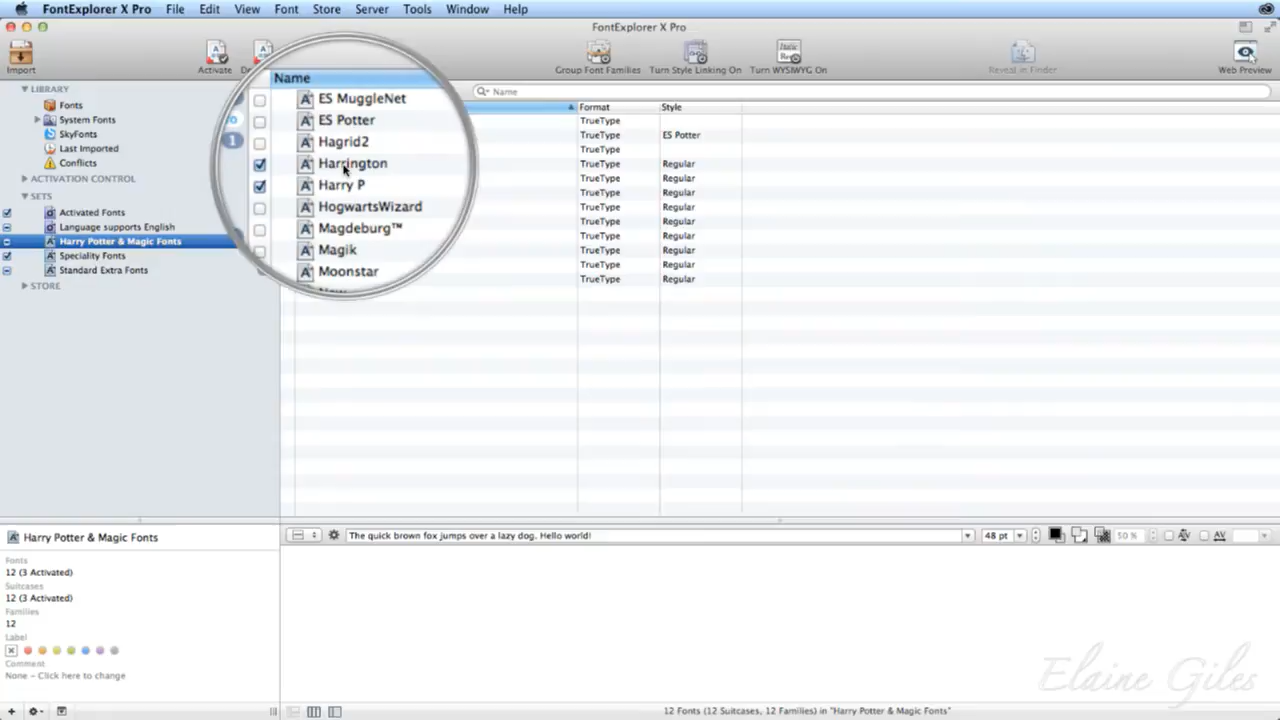 FontExplorer X Pro File Edit View Font Store Server Tools Window Help
FontExplorer X Pro
Import
Activate
Group Font Families
Turn Style Linking On
Turn WYSIWYG On
Reveal in Finder
Web Preview
LIBRARY
Fonts
System Fonts
SkyFonts
Last Imported
Conflicts
1
ACTIVATION CONTROL
SETS
Activated Fonts
Language supports English
Harry Potter & Magic Fonts
Speciality Fonts
Standard Extra Fonts
STORE
Name
Name
ES MuggleNet
ES Potter
Hagrid2
Harrington
Harry P
HogwartsWizard
Magdeburg™
Magik
Moonstar
Format Style
TrueType
TrueType ES Potter
TrueType
TrueType Regular
TrueType Regular
TrueType Regular
TrueType Regular
TrueType Regular
TrueType Regular
TrueType Regular
TrueType Regular
TrueType Regular
Harry Potter & Magic Fonts
Fonts
12 (3 Activated)
Suitcases
12 (3 Activated)
Families
12
Label
Comment
None – Click here to change
The quick brown fox jumps over a lazy dog. Hello world!
48 pt
50 %
AV
AV
Elaine Giles
12 Fonts (12 Suitcases, 12 Families) in "Harry Potter & Magic Fonts"